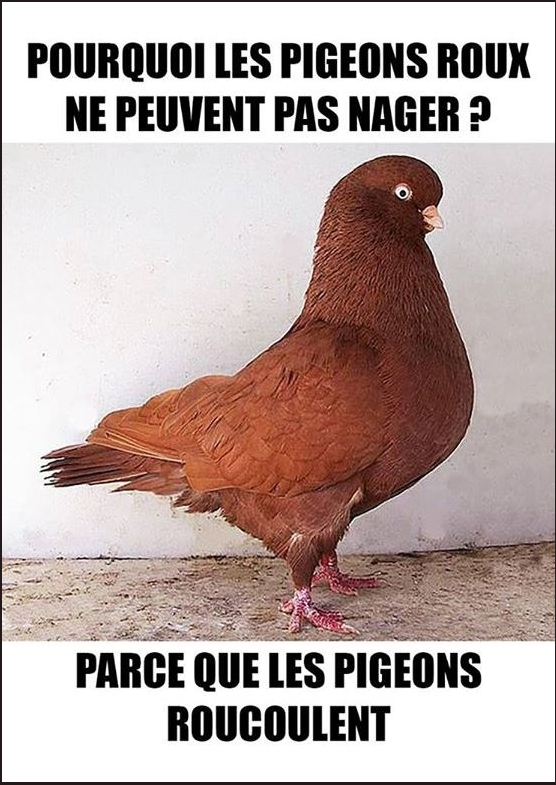 POURQUOI LES PIGEONS ROUX
NE PEUVENT PAS NAGER ?
PARCE QUE LES PIGEONS
ROUCOULENT